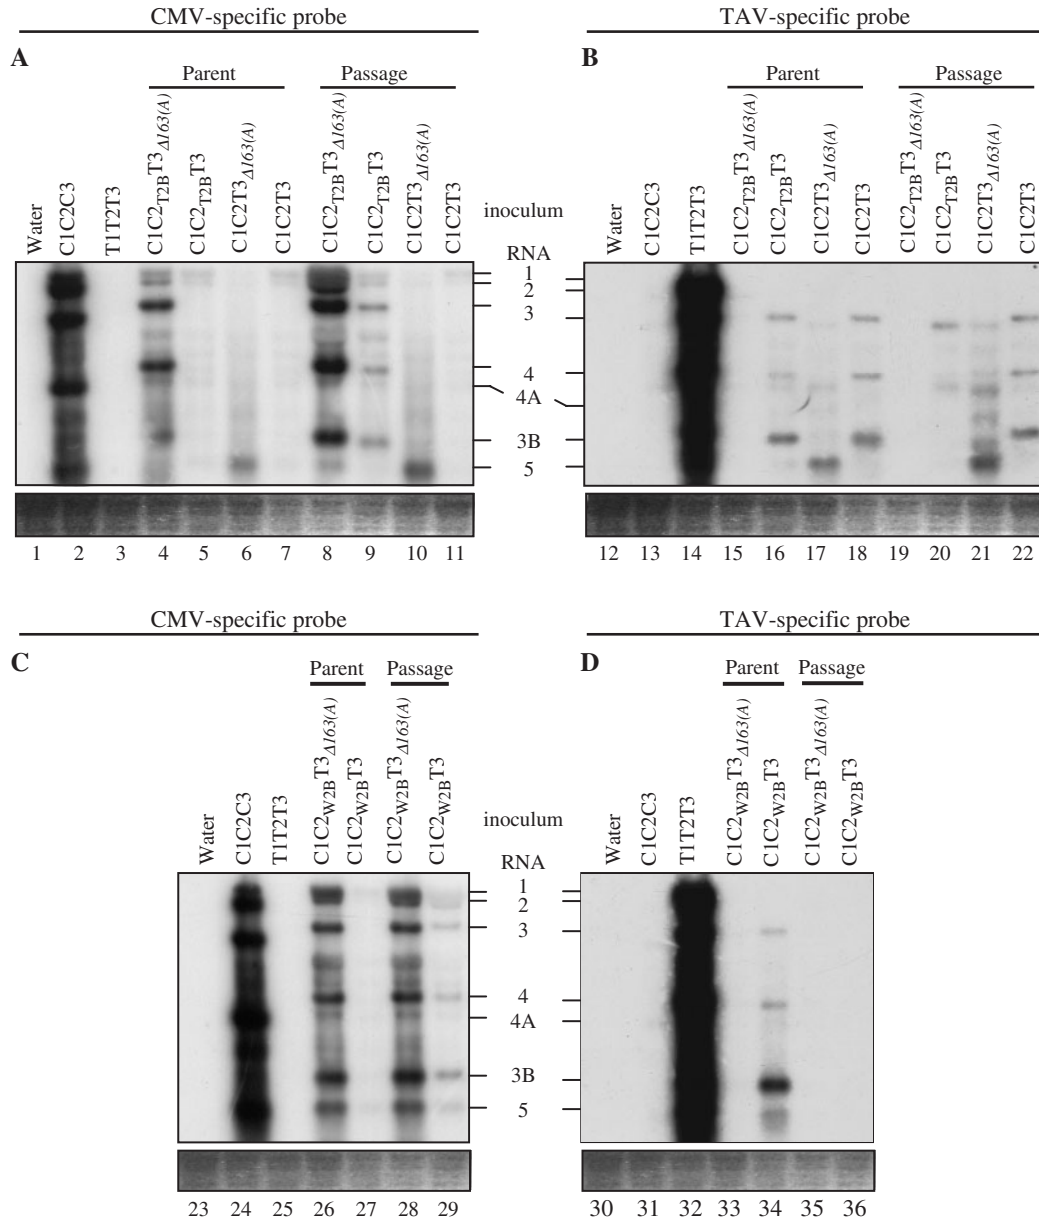 CMV-specific probe
TAV-specific probe
A
B
Parent
Passage
Parent
Passage
Water
C1C2C3
T1T2T3
C1C2T2BT3Δ163(A)
C1C2T2BT3
C1C2T3Δ163(A)
C1C2T3
C1C2T2BT3Δ163(A)
C1C2T2BT3
C1C2T3Δ163(A)
C1C2T3
inoculum
RNA
Water
C1C2C3
T1T2T3
C1C2T2BT3Δ163(A)
C1C2T2BT3
C1C2T3Δ163(A)
C1C2T3
C1C2T2BT3Δ163(A)
C1C2T2BT3
C1C2T3Δ163(A)
C1C2T3
1
2
3
4
4A
3B
5
1 2 3 4 5 6 7 8 9 10 11
12 13 14 15 16 17 18 19 20 21 22
CMV-specific probe
TAV-specific probe
C
D
Parent
Passage
Parent
Passage
Water
C1C2C3
T1T2T3
C1C2W2BT3Δ163(A)
C1C2W2BT3
C1C2W2BT3Δ163(A)
C1C2W2BT3
inoculum
RNA
Water
C1C2C3
T1T2T3
C1C2W2BT3Δ163(A)
C1C2W2BT3
C1C2W2BT3Δ163(A)
C1C2W2BT3
1
2
3
4
4A
3B
5
23 24 25 26 27 28 29
30 31 32 33 34 35 36